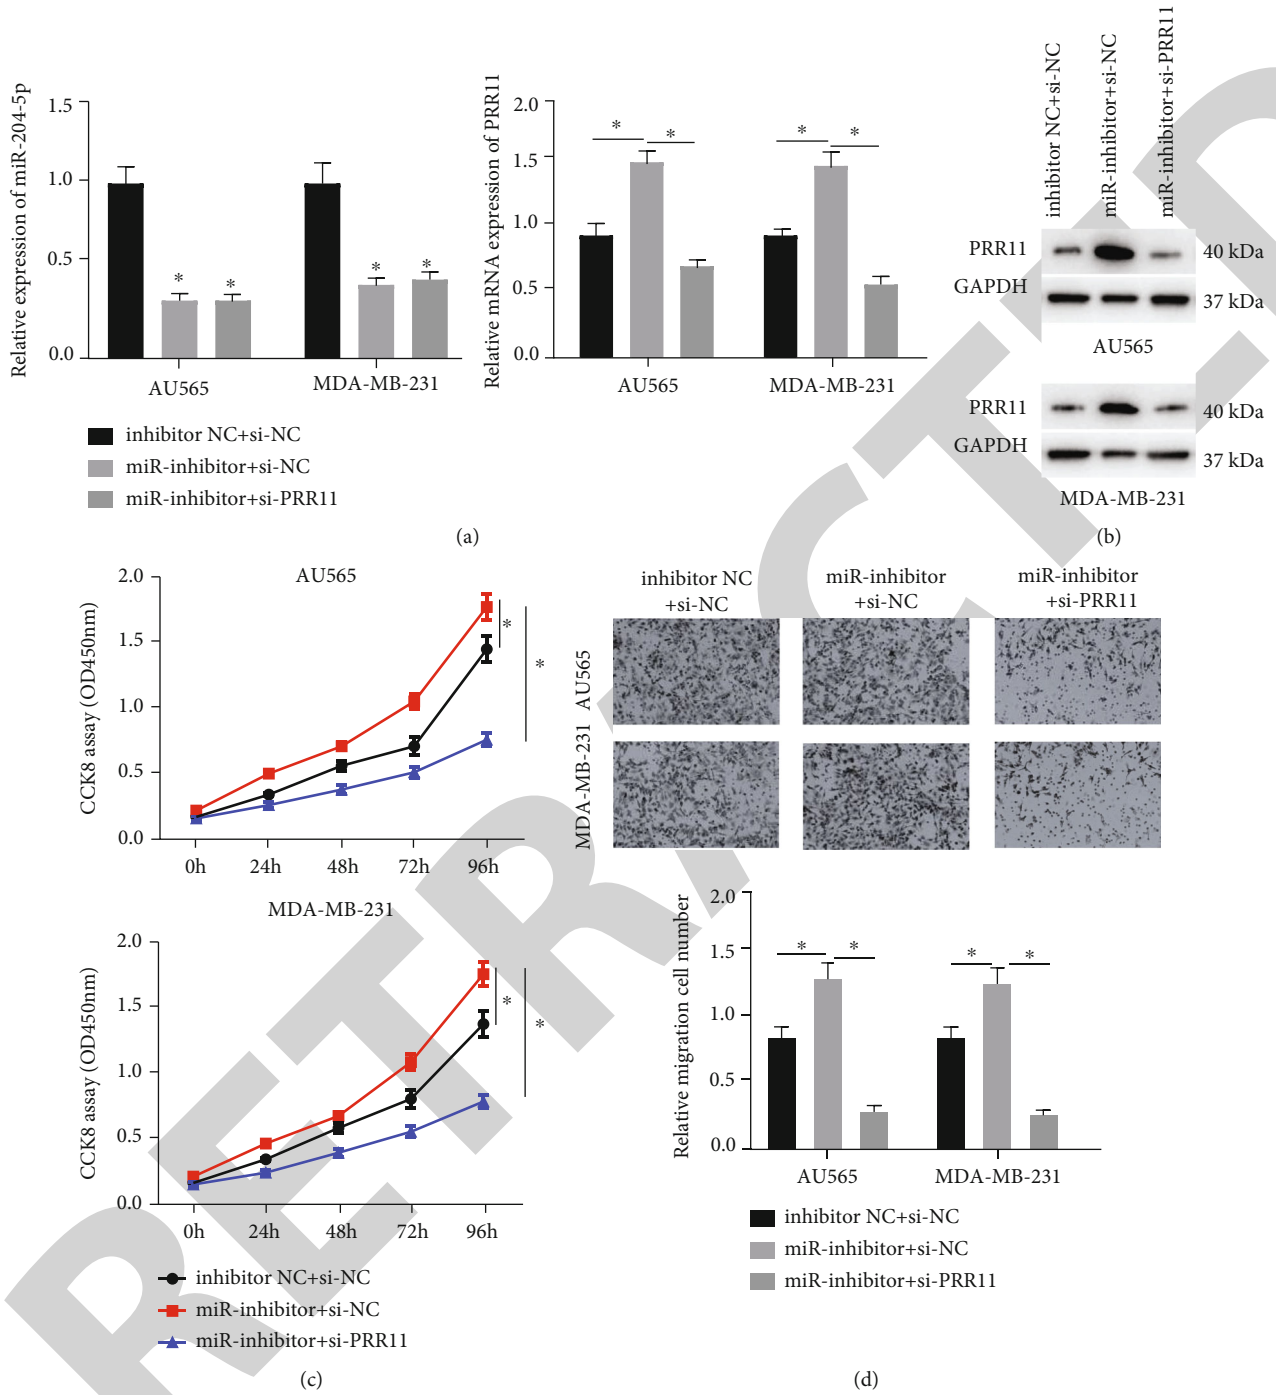 Relative expression of miR-204-5p
1.5
1.0
0.5
0.0
* * * *
AU565
MDA-MB-231
Relative mRNA expression of PRR11
2.0
1.5
1.0
0.5
0.0
* * * *
AU565
MDA-MB-231
inhibitor NC+si-NC
miR-inhibitor+si-NC
miR-inhibitor+si-PRR11
(a)
inhibitor NC+si-NC
miR-inhibitor+si-NC
miR-inhibitor+si-PRR11
PRR11
40 kDa
GAPDH
37 kDa
AU565
PRR11
40 kDa
GAPDH
37 kDa
MDA-MB-231
(b)
AU565
CCK8 assay (OD450nm)
2.0
1.5
1.0
0.5
0.0
* *
0h 24h 48h 72h 96h
MDA-MB-231
CCK8 assay (OD450nm)
2.0
1.5
1.0
0.5
0.0
* *
0h 24h 48h 72h 96h
inhibitor NC+si-NC
miR-inhibitor+si-NC
miR-inhibitor+si-PRR11
(c)
inhibitor NC
+si-NC
miR-inhibitor
+si-NC
miR-inhibitor
+si-PRR11
AU565
MDA-MB-231
Relative migration cell number
2.0
1.5
1.0
0.5
0.0
* * * *
AU565
MDA-MB-231
inhibitor NC+si-NC
miR-inhibitor+si-NC
miR-inhibitor+si-PRR11
(d)
RETRACTED